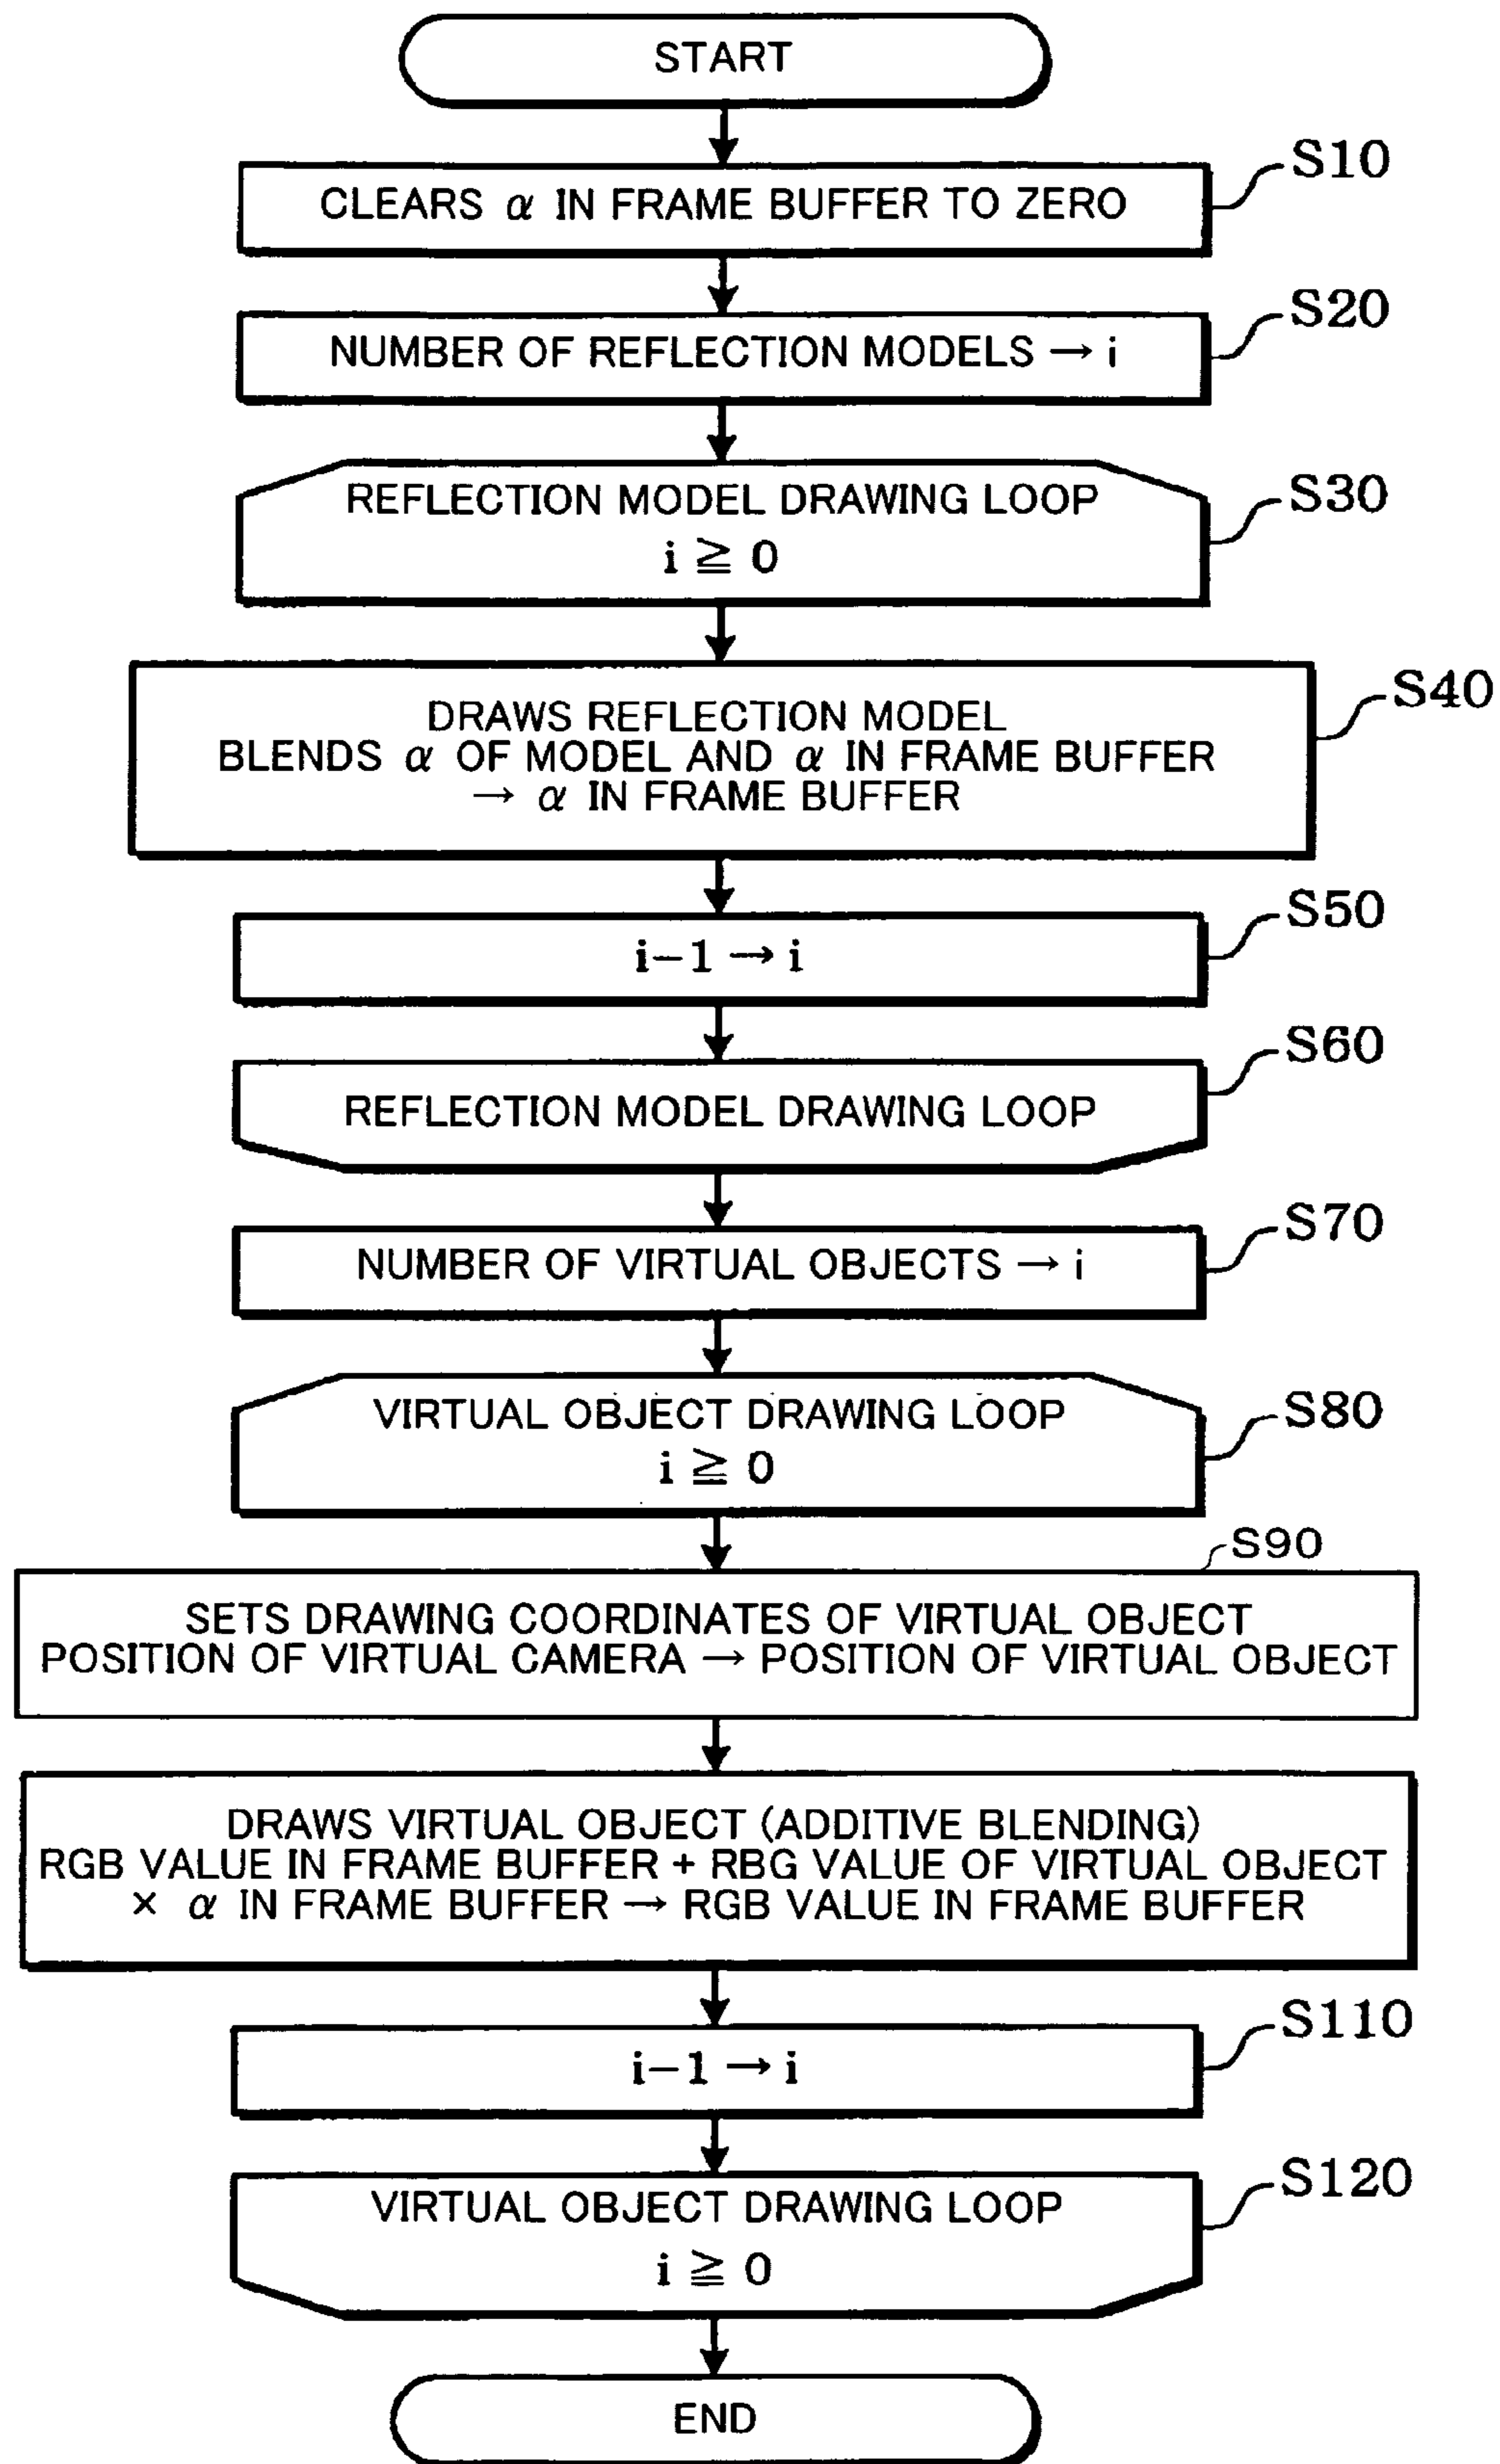 START
CLEARS α IN FRAME BUFFER TO ZERO
S10
NUMBER OF REFLECTION MODELS → i
S20
REFLECTION MODEL DRAWING LOOP
i ≧ 0
S30
DRAWS REFLECTION MODEL
BLENDS α OF MODEL AND α IN FRAME BUFFER
→ α IN FRAME BUFFER
S40
i−1 → i
S50
REFLECTION MODEL DRAWING LOOP
S60
NUMBER OF VIRTUAL OBJECTS → i
S70
VIRTUAL OBJECT DRAWING LOOP
i ≧ 0
S80
S90
SETS DRAWING COORDINATES OF VIRTUAL OBJECT
POSITION OF VIRTUAL CAMERA → POSITION OF VIRTUAL OBJECT
DRAWS VIRTUAL OBJECT (ADDITIVE BLENDING)
RGB VALUE IN FRAME BUFFER + RBG VALUE OF VIRTUAL OBJECT
× α IN FRAME BUFFER → RGB VALUE IN FRAME BUFFER
i−1 → i
S110
VIRTUAL OBJECT DRAWING LOOP
i ≧ 0
S120
END